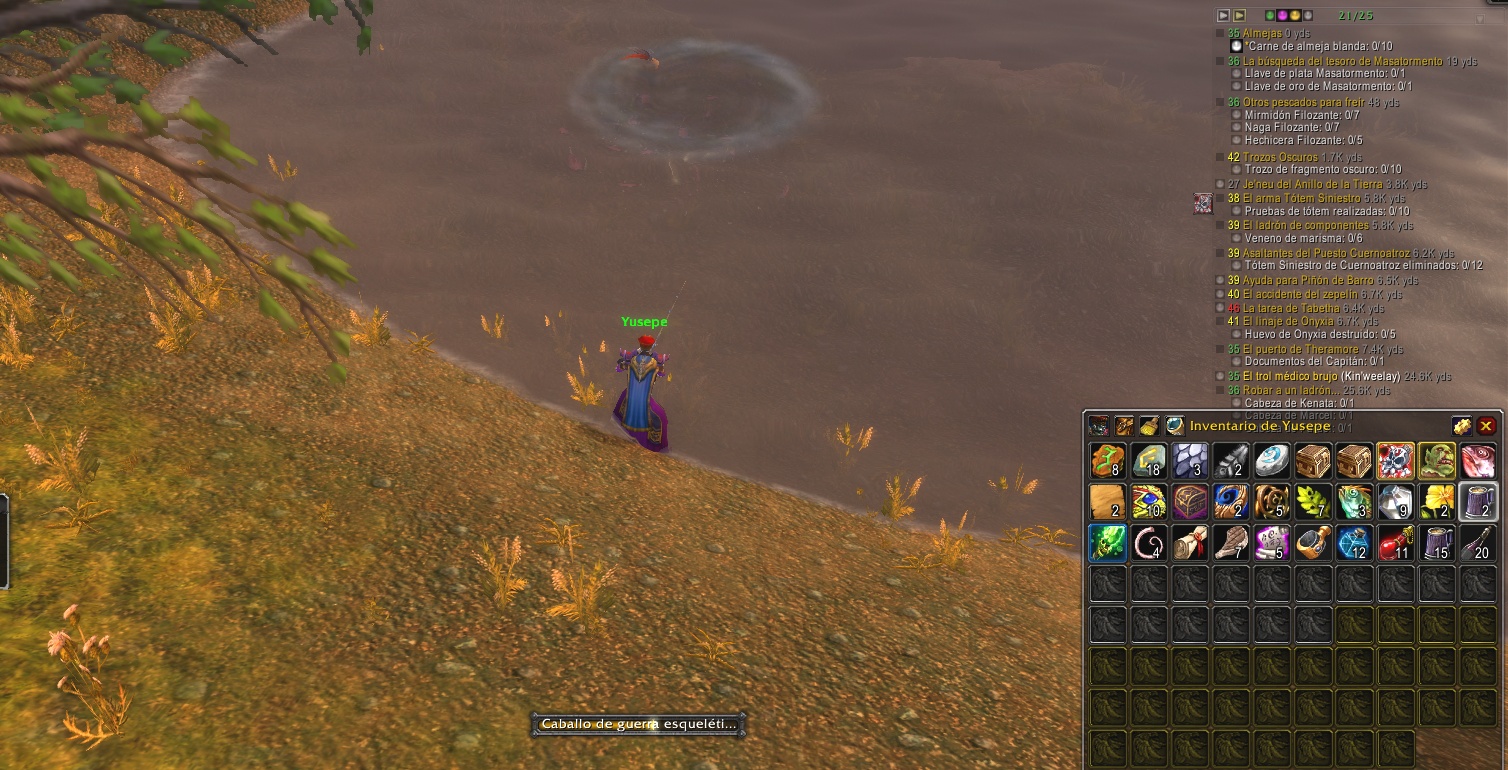 21/25
35 Almejas 0 yds
*Carne de almeja blanda: 0/10
36 La búsqueda del tesoro de Masatormento 19 yds
Llave de plata Masatormento: 0/1
Llave de oro de Masatormento: 0/1
36 Otros pescados para freír 48 yds
Mirmidón Filozante: 0/7
Naga Filozante: 0/7
Hechicera Filozante: 0/5
42 Trozos Oscuros 1.7K yds
Trozo de fragmento oscuro: 0/10
27 Je'neu del Anillo de la Tierra 3.8K yds
38 El arma Tótem Siniestro 5.8K yds
Pruebas de tótem realizadas: 0/10
39 El ladrón de componentes 5.8K yds
Veneno de marisma: 0/6
39 Asaltantes del Puesto Cuernoatroz 6.2K yds
Tótem Siniestro de Cuernoatroz eliminados: 0/12
39 Ayuda para Piñón de Barro 6.5K yds
40 El accidente del zepelín 6.7K yds
46 La tarea de Tabetha 6.4K yds
41 El linaje de Onyxia 6.7K yds
Huevo de Onyxia destruido: 0/5
35 El puerto de Theramore 7.4K yds
Documentos del Capitán: 0/1
35 El trol médico brujo (Kin'weelay) 24.6K yds
36 Robar a un ladrón... 25.6K yds
Cabeza de Kenata: 0/1
Cabeza de Marcel: 0/1
: 0/1
Yusepe
Inventario de Yusepe
8 18 3 2
2 10 2 5 7 3 9 2 2
4 7 5 12 11 15 20
Caballo de guerra esqueléti...